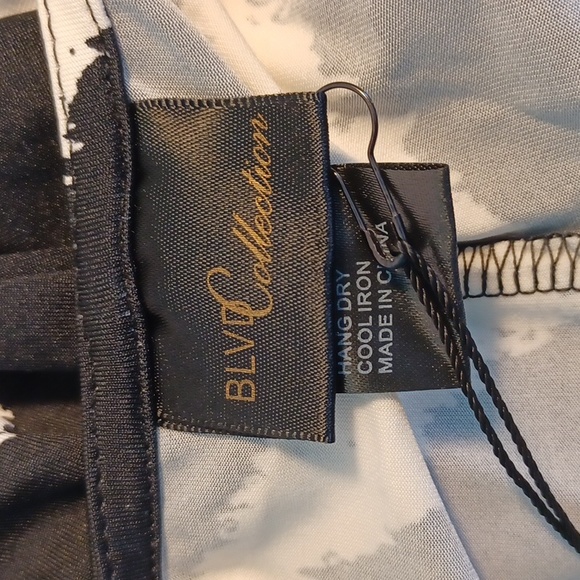 BLVD Collection
HANG DRY
COOL IRON
MADE IN CHINA